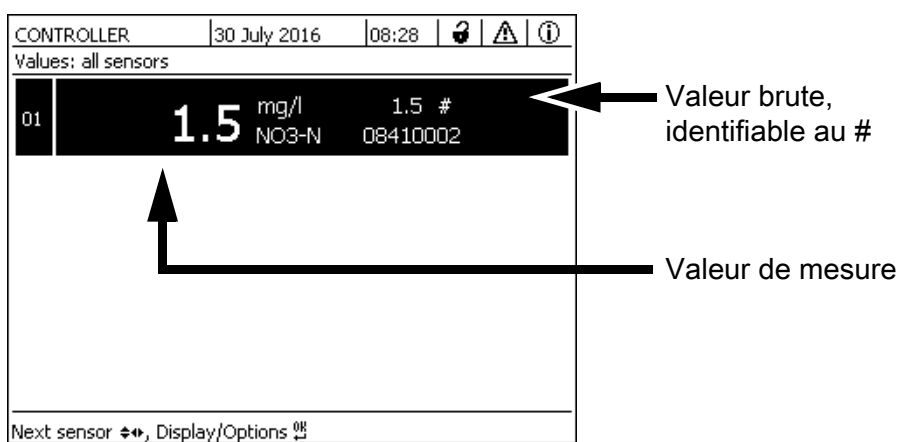 CONTROLLER 30 July 2016 08:28
Values: all sensors
01 1.5 mg/l 1.5 #
NO3-N 08410002
Valeur brute,
identifiable au #
Valeur de mesure
Next sensor, Display/Options OK